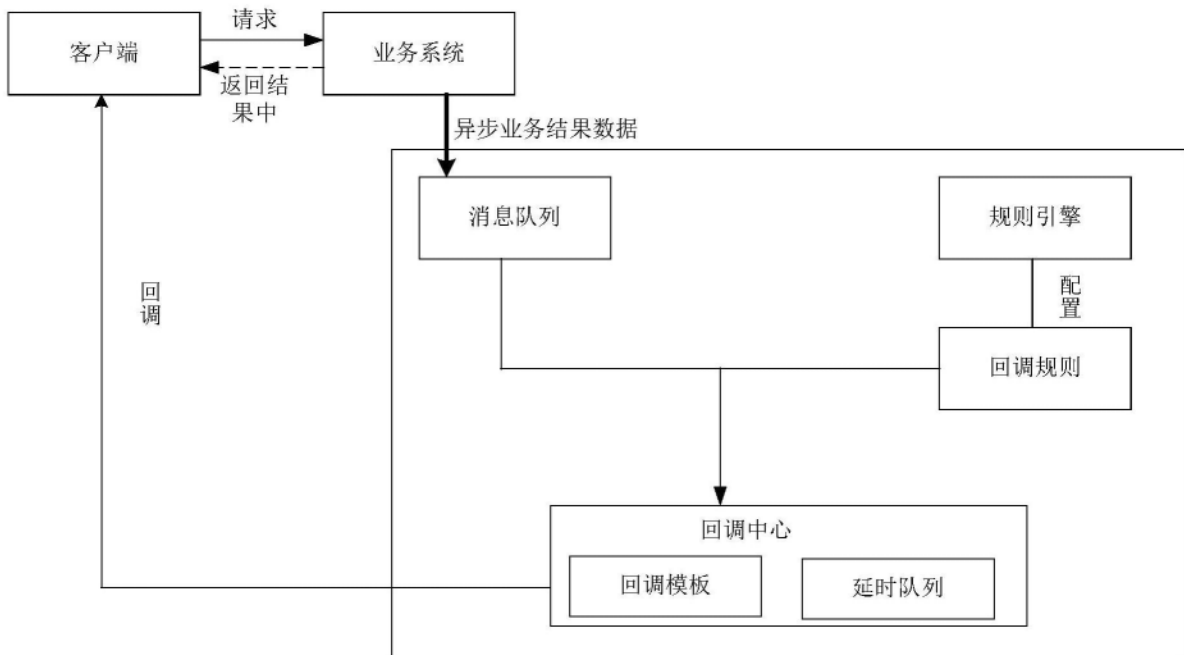 请求
客户端
业务系统
返回结
果中
异步业务结果数据
消息队列
规则引擎
配
置
回
调
回调规则
回调中心
回调模板
延时队列